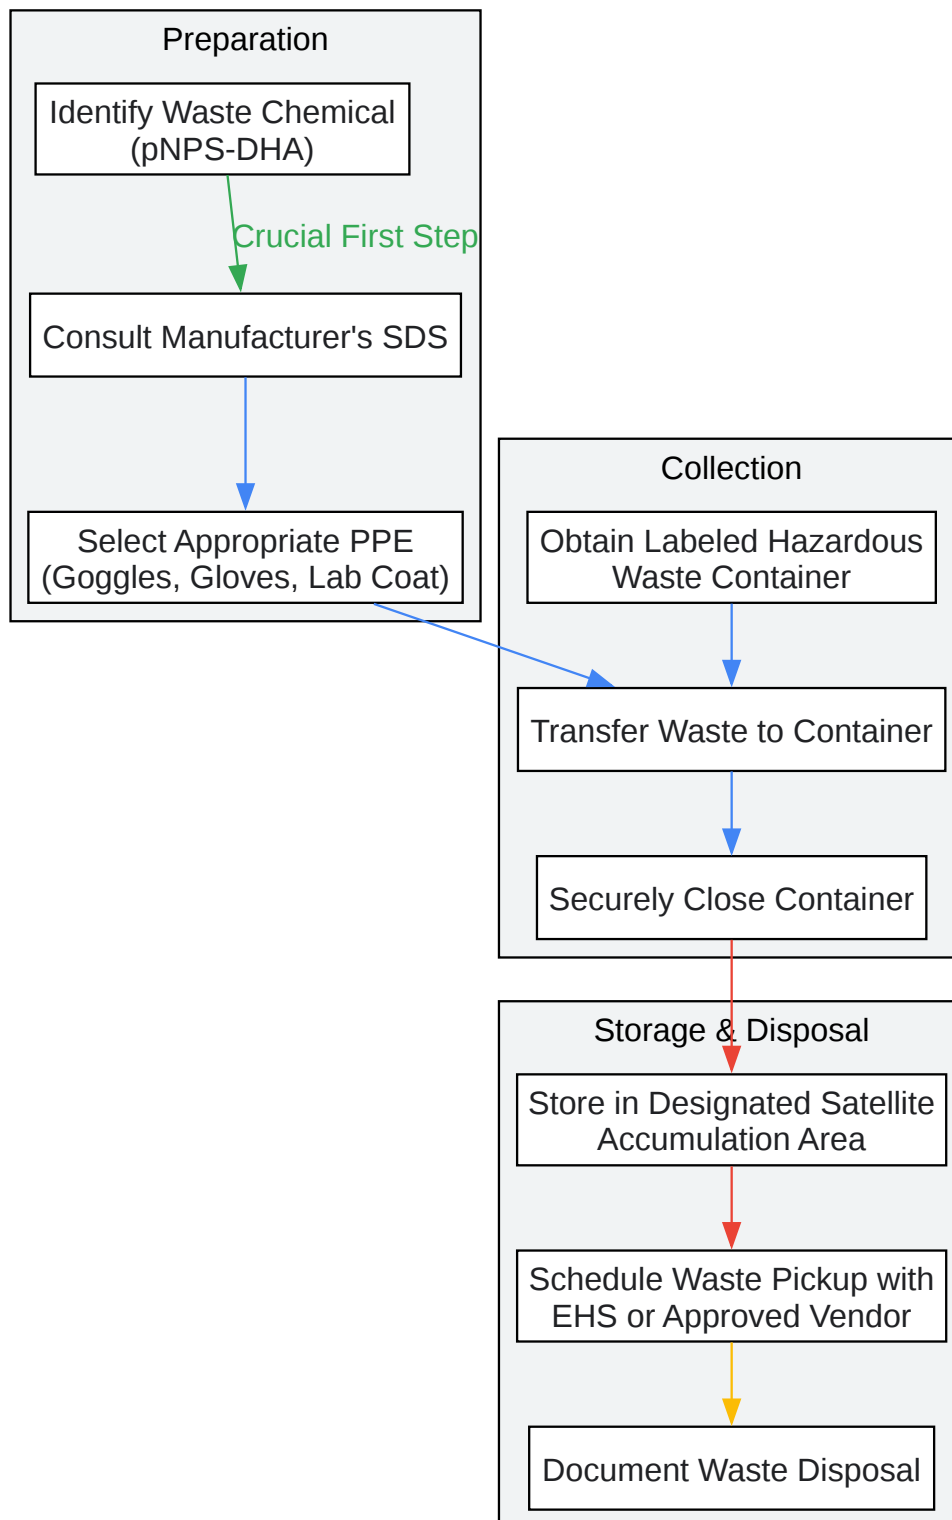 Preparation
Identify Waste Chemical
(pNPS-DHA)
Crucial First Step
Consult Manufacturer's SDS
Select Appropriate PPE
(Goggles, Gloves, Lab Coat)
Collection
Obtain Labeled Hazardous
Waste Container
Transfer Waste to Container
Securely Close Container
Storage & Disposal
Store in Designated Satellite
Accumulation Area
Schedule Waste Pickup with
EHS or Approved Vendor
Document Waste Disposal